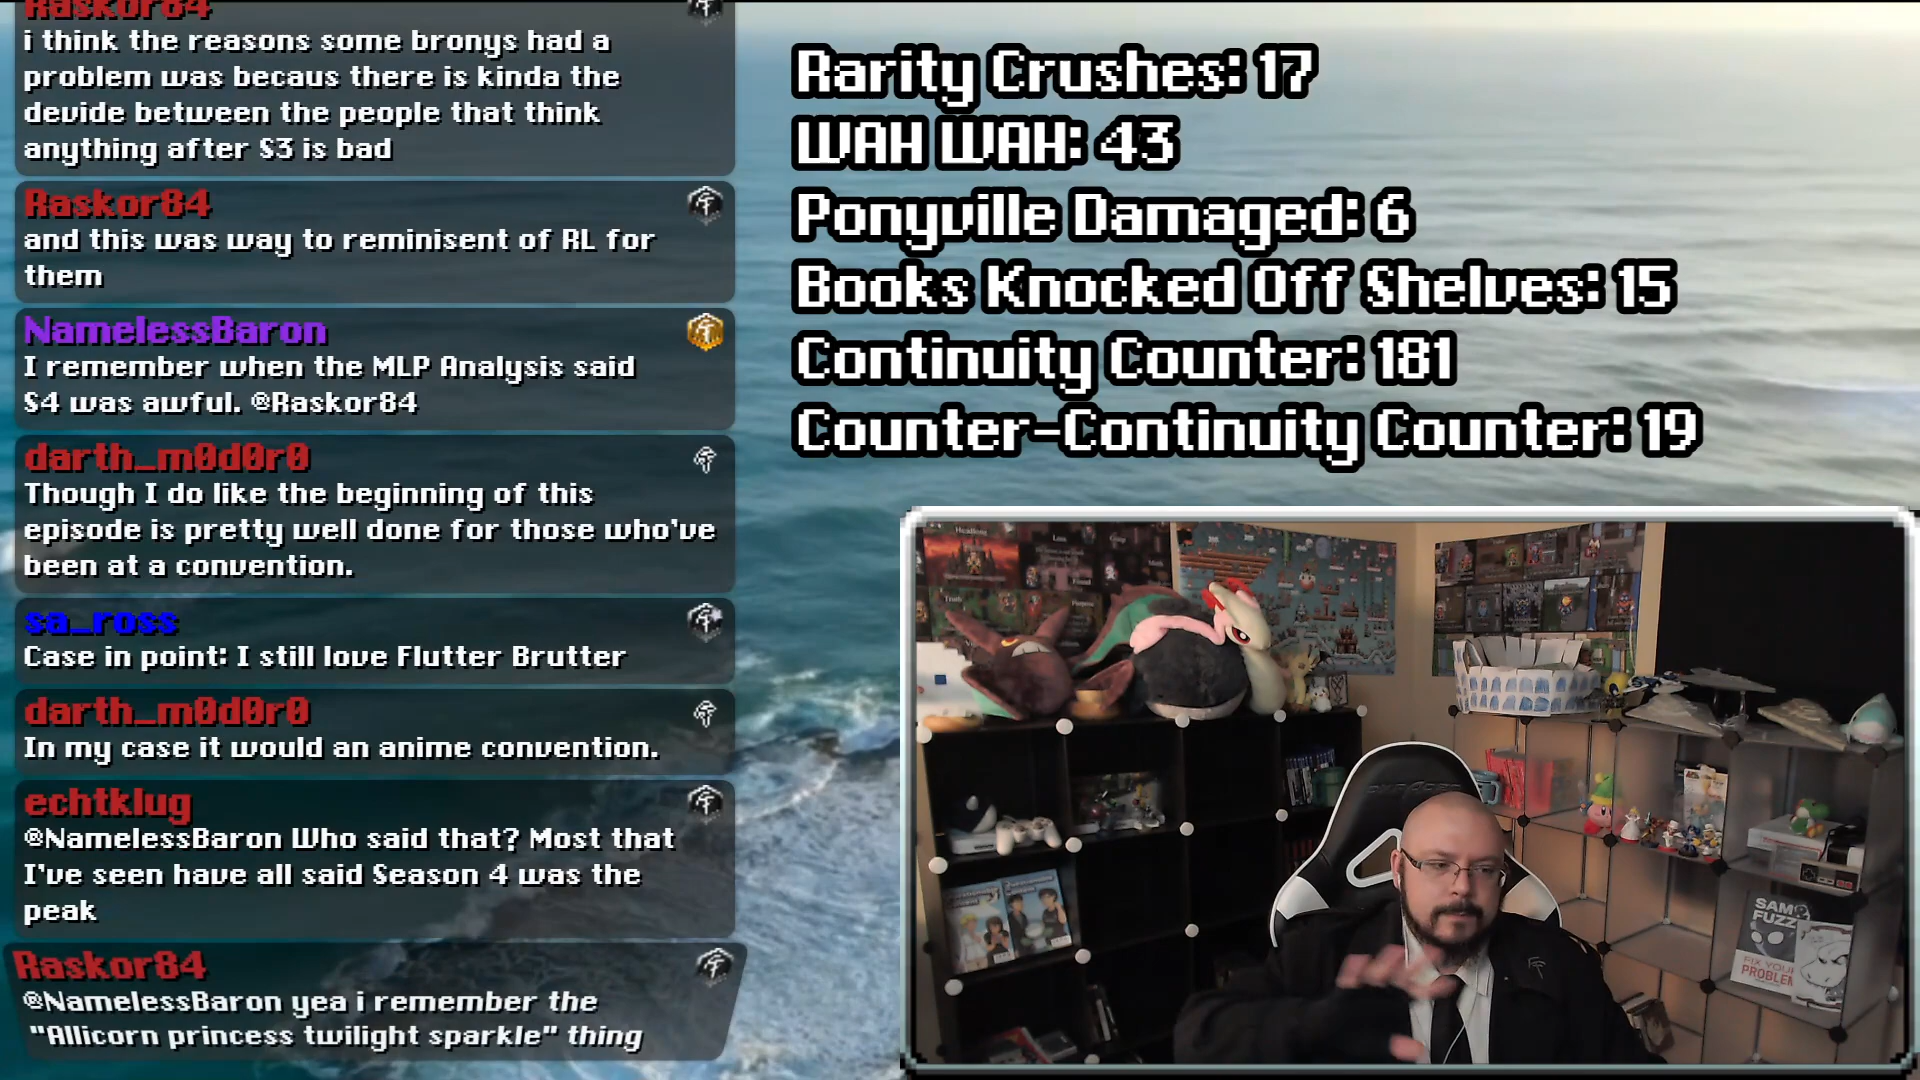 Raskor84
i think the reasons some bronys had a
problem was becaus there is kinda the
devide between the people that think
anything after S3 is bad
Raskor84
and this was way to reminisent of RL for
them
NamelessBaron
I remember when the MLP Analysis said
S4 was awful. @Raskor84
darth_m0d0r0
Though I do like the beginning of this
episode is pretty well done for those who've
been at a convention.
sa_ross
Case in point: I still love Flutter Brutter
darth_m0d0r0
In my case it would an anime convention.
echtklug
@NamelessBaron Who said that? Most that
I've seen have all said Season 4 was the
peak
Raskor84
@NamelessBaron yea i remember the
"Allicorn princess twilight sparkle" thing
Rarity Crushes: 17
WAH WAH: 43
Ponyville Damaged: 6
Books Knocked Off Shelves: 15
Continuity Counter: 181
Counter-Continuity Counter: 19
SAM &
FUZZ
FIX YOUR
PROBLEM